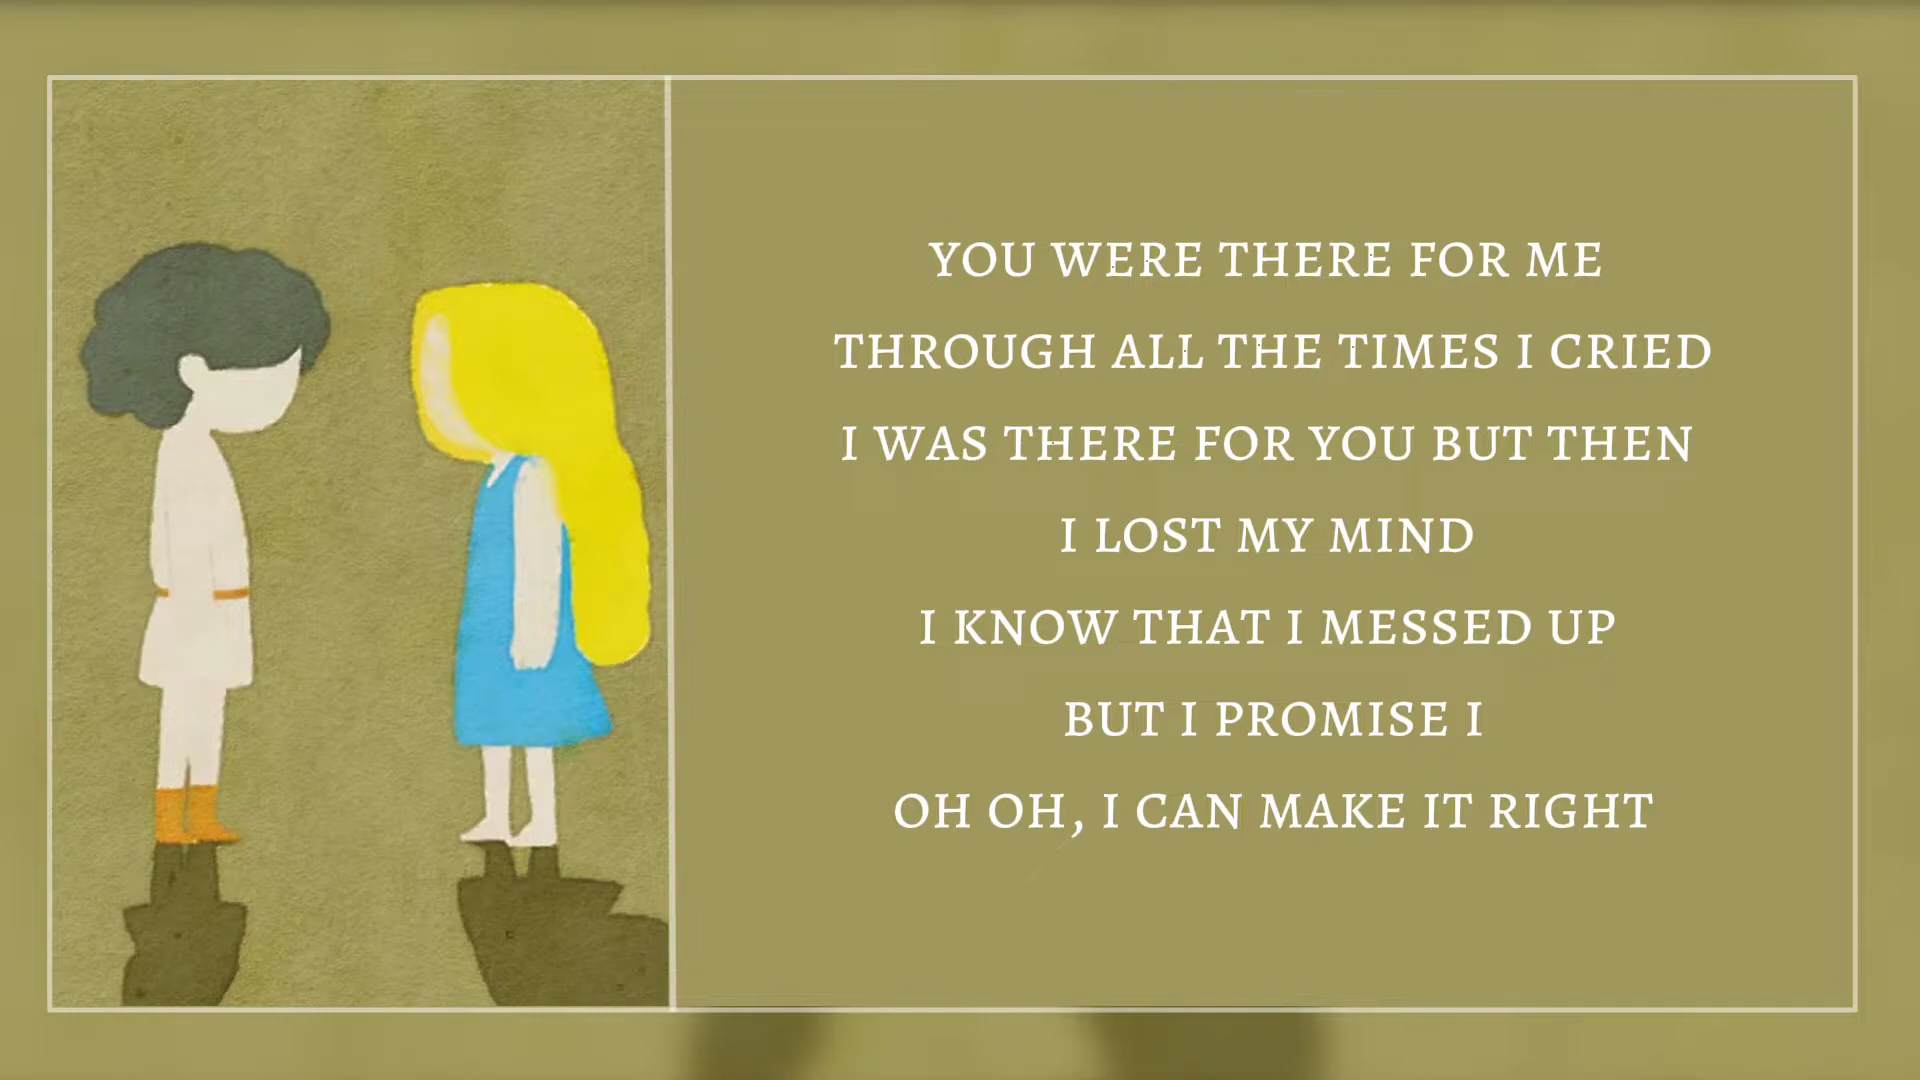 YOU WERE THERE FOR ME
THROUGH ALL THE TIMES I CRIED
I WAS THERE FOR YOU BUT THEN
I LOST MY MIND
I KNOW THAT I MESSED UP
BUT I PROMISE I
OH OH, I CAN MAKE IT RIGHT